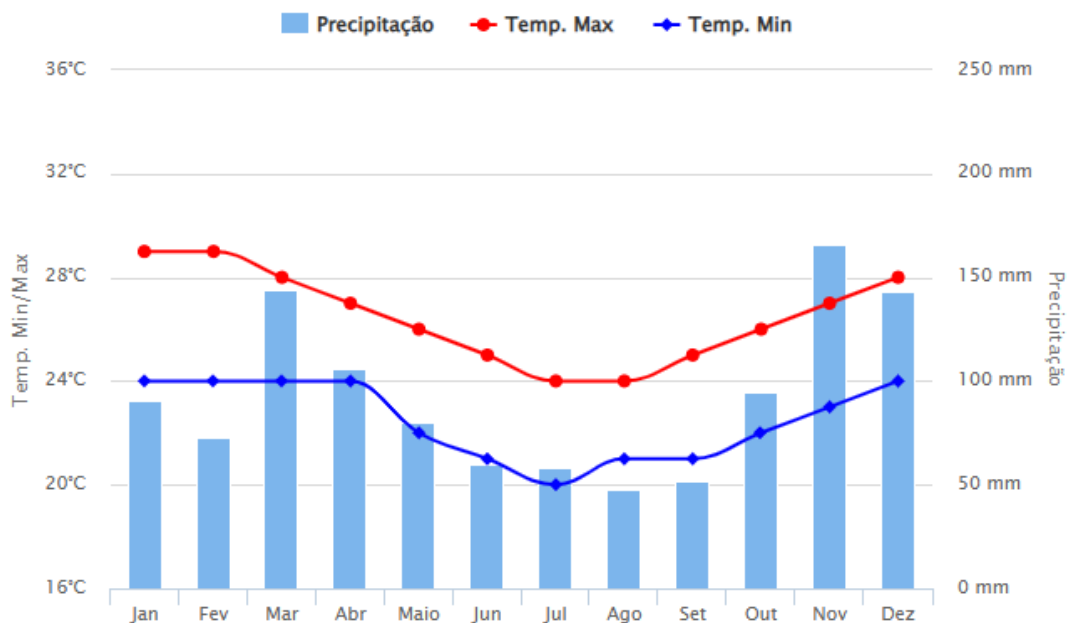 Precipitação Temp. Max Temp. Min
36°C
32°C
28°C
24°C
20°C
16°C
Temp. Min/Max
250 mm
200 mm
150 mm
100 mm
50 mm
0 mm
Precipitação
Jan Fev Mar Abr Maio Jun Jul Ago Set Out Nov Dez